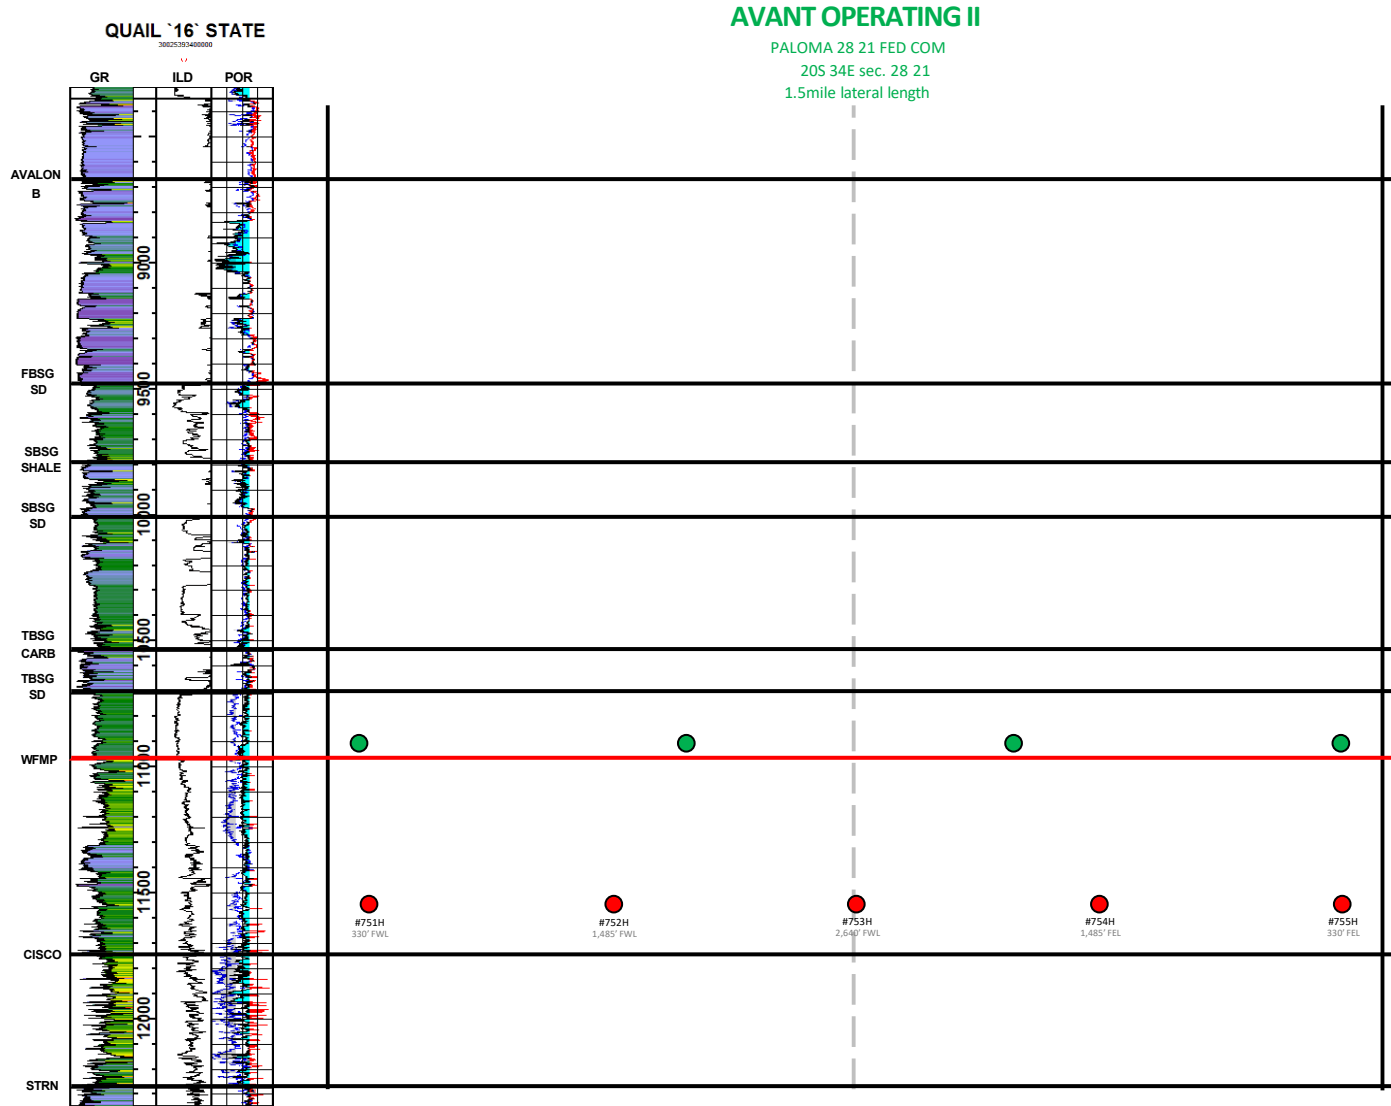 AVANT OPERATING II
PALOMA 28 21 FED COM
20S 34E sec. 28 21
1.5mile lateral length
QUAIL `16` STATE
30025393400000
GR ILD POR
AVALON
B
9000
FBSG
SD
9500
SBSG
SHALE
SBSG
SD
10000
TBSG
CARB
10500
TBSG
SD
WFMP
11000
11500
#751H
330' FWL
#752H
1,485' FWL
#753H
2,640' FWL
#754H
1,485' FEL
#755H
330' FEL
CISCO
12000
STRN